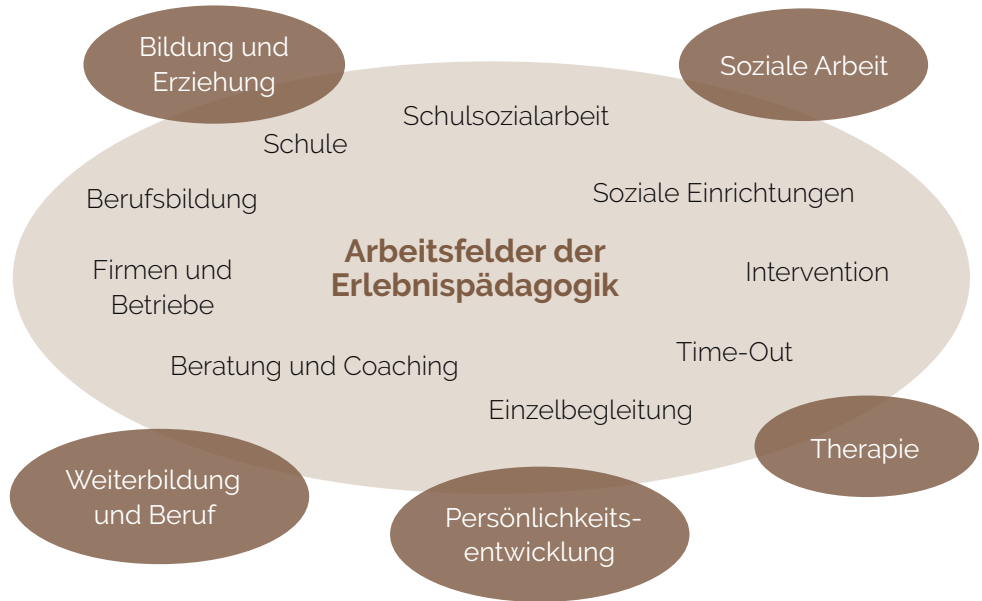 Bildung und
Erziehung
Soziale Arbeit
Schulsozialarbeit
Schule
Berufsbildung
Soziale Einrichtungen
Arbeitsfelder der
Erlebnispädagogik
Firmen und
Betriebe
Intervention
Time-Out
Beratung und Coaching
Einzelbegleitung
Therapie
Weiterbildung
und Beruf
Persönlichkeits-
entwicklung